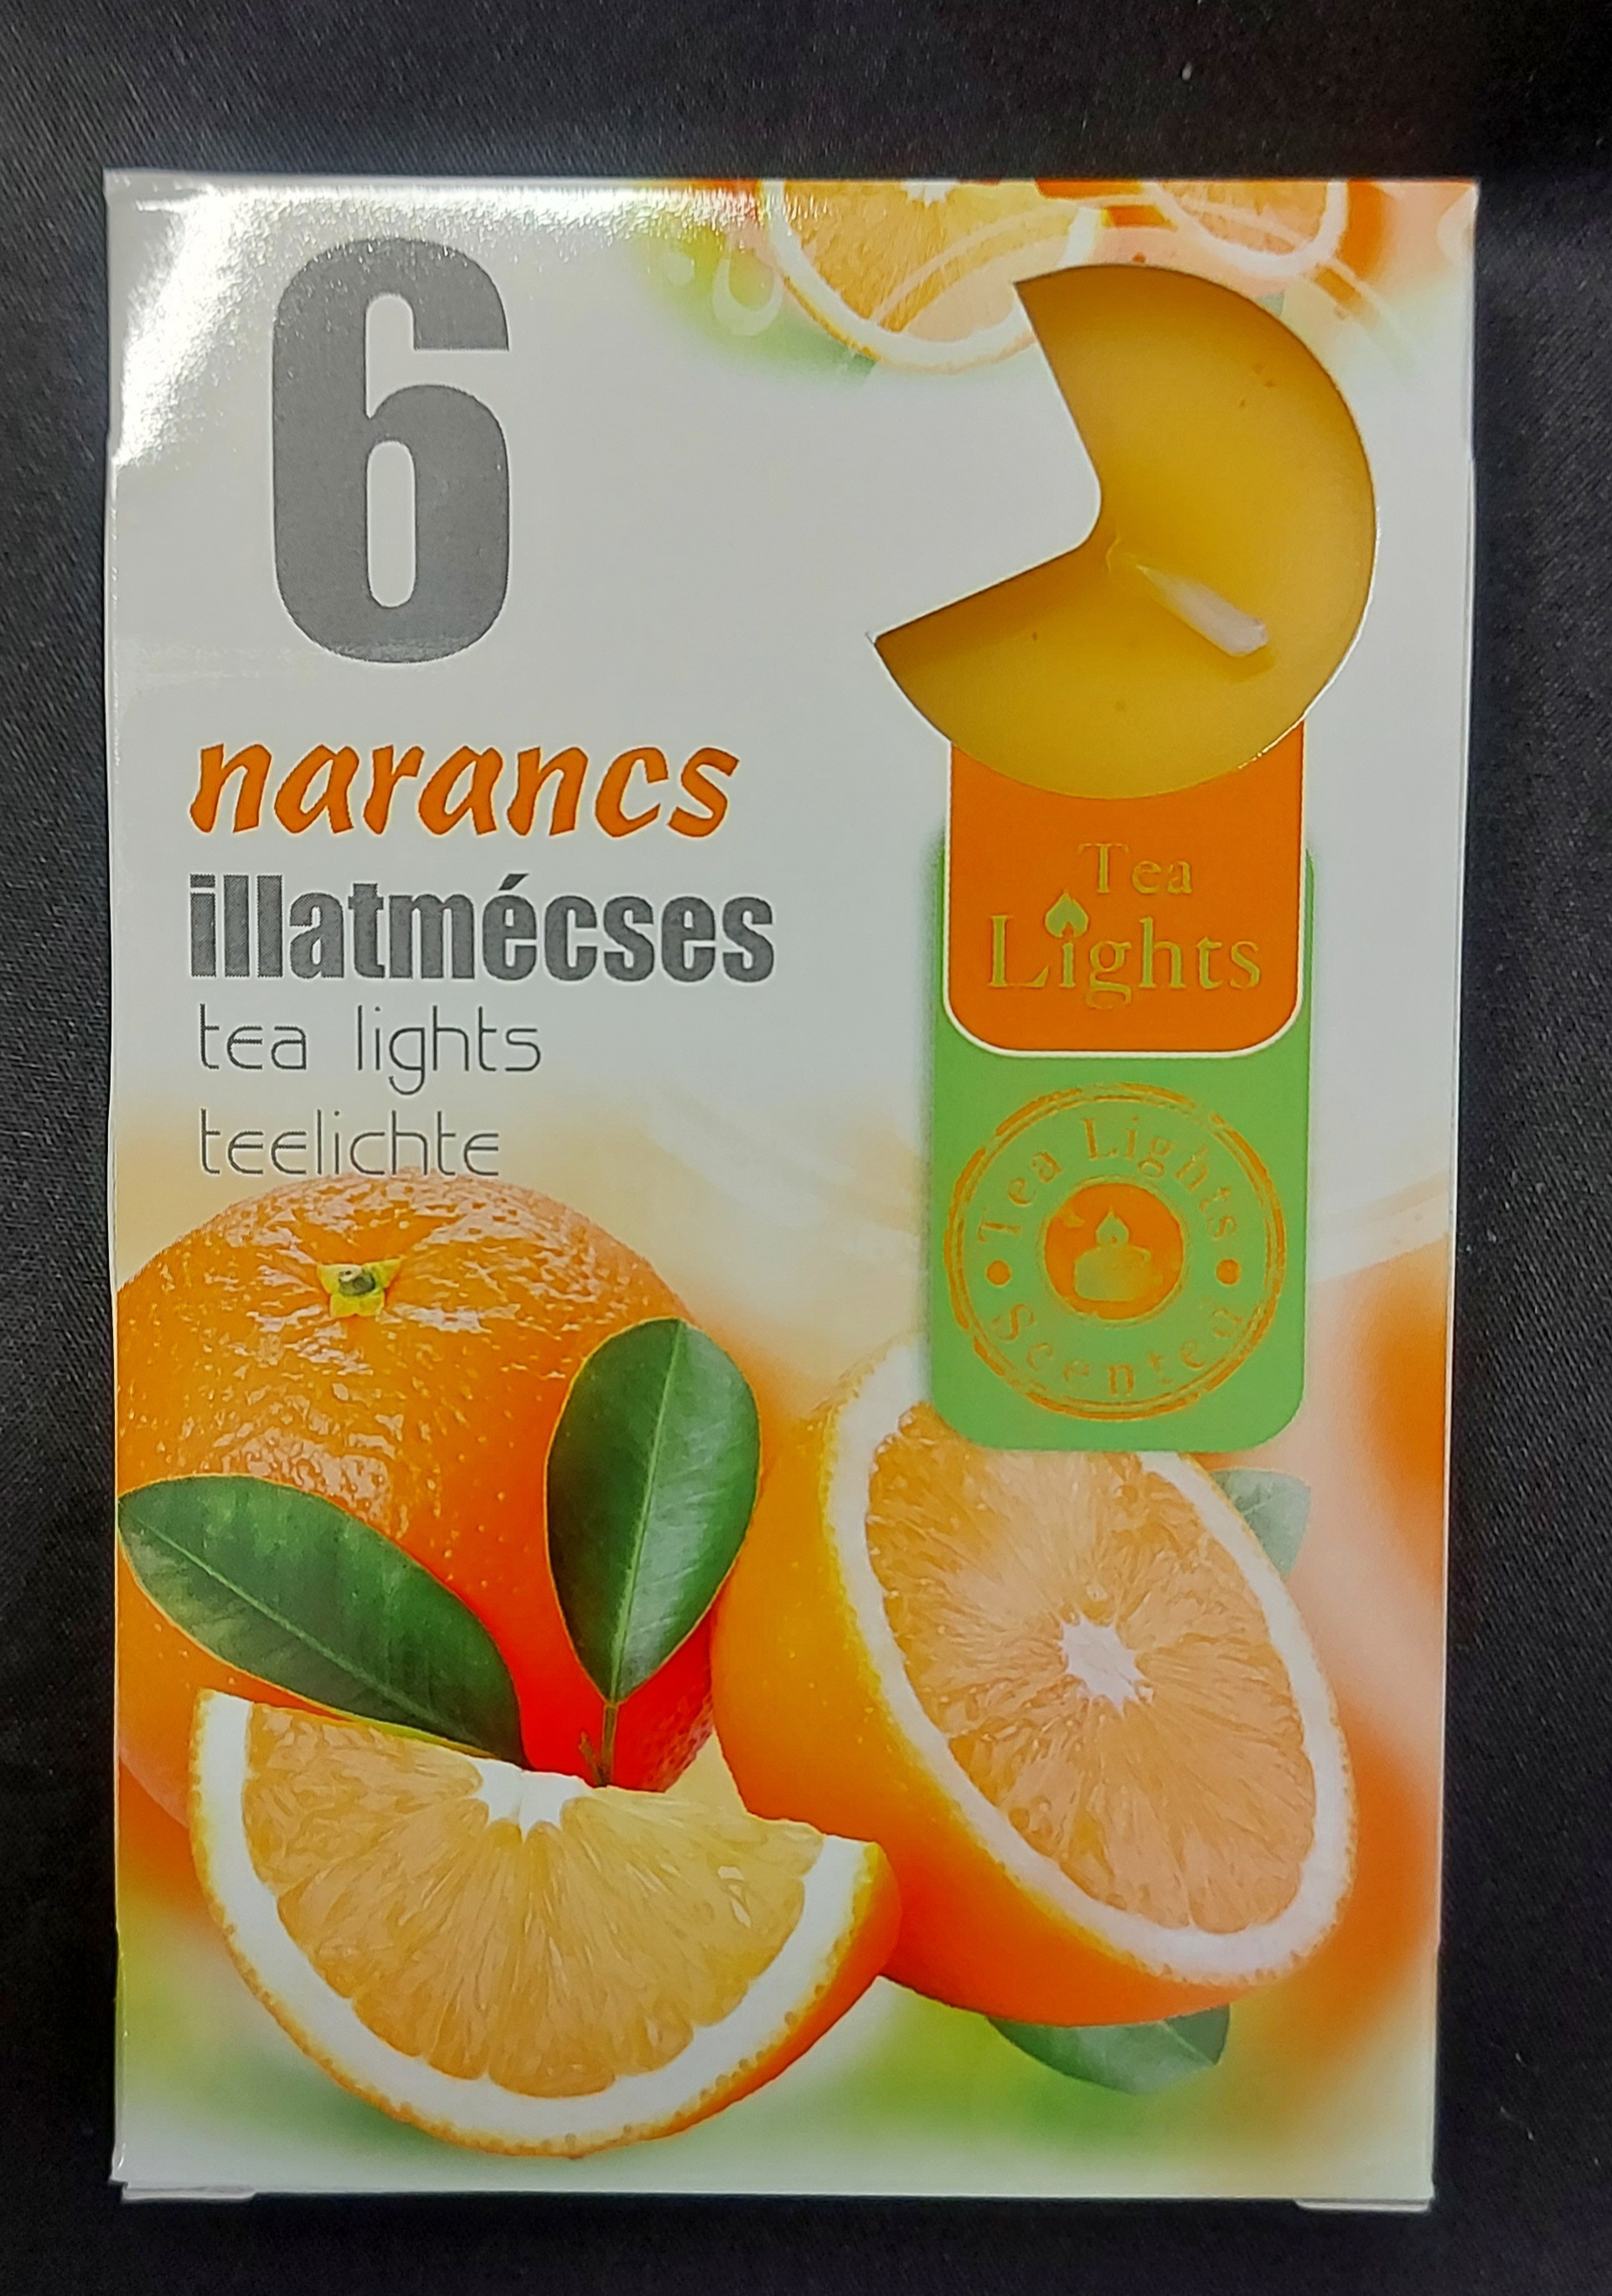 6
narancs
illatmécses
tea lights
teelichte
Tea
Lights
Tea Lights
Scented